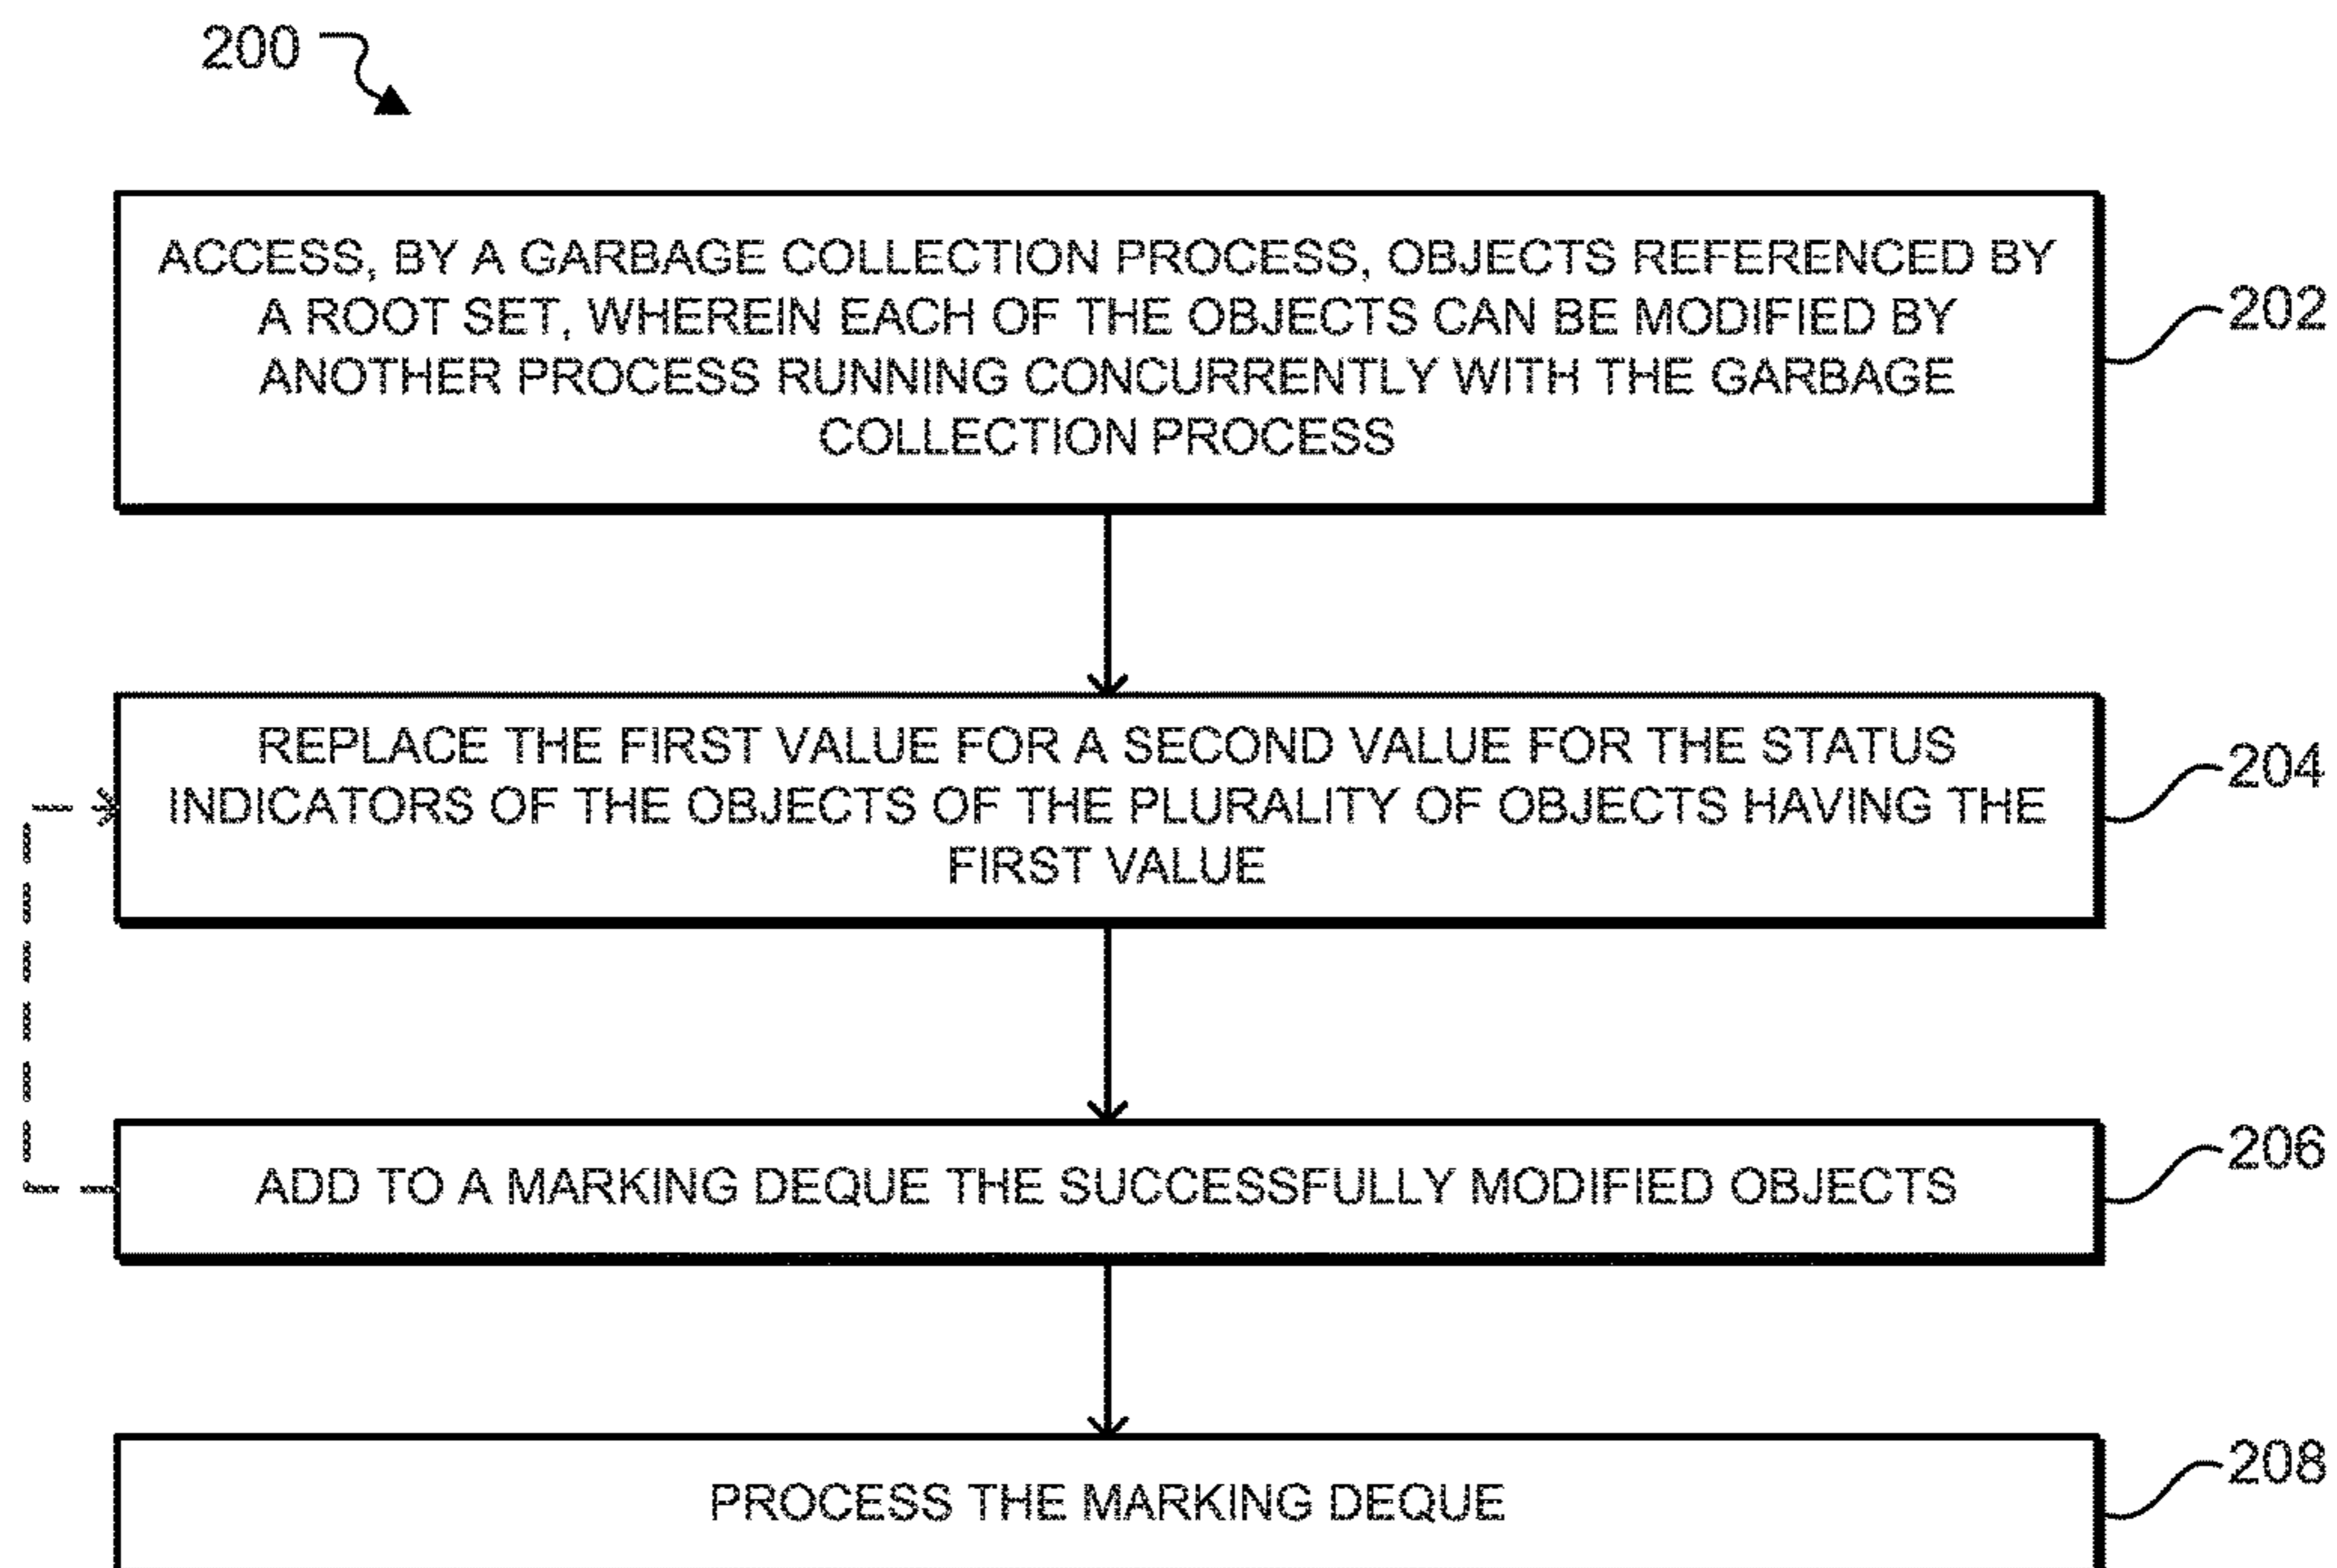 200
ACCESS, BY A GARBAGE COLLECTION PROCESS, OBJECTS REFERENCED BY
A ROOT SET, WHEREIN EACH OF THE OBJECTS CAN BE MODIFIED BY
ANOTHER PROCESS RUNNING CONCURRENTLY WITH THE GARBAGE
COLLECTION PROCESS
202
REPLACE THE FIRST VALUE FOR A SECOND VALUE FOR THE STATUS
INDICATORS OF THE OBJECTS OF THE PLURALITY OF OBJECTS HAVING THE
FIRST VALUE
204
ADD TO A MARKING DEQUE THE SUCCESSFULLY MODIFIED OBJECTS
206
PROCESS THE MARKING DEQUE
208